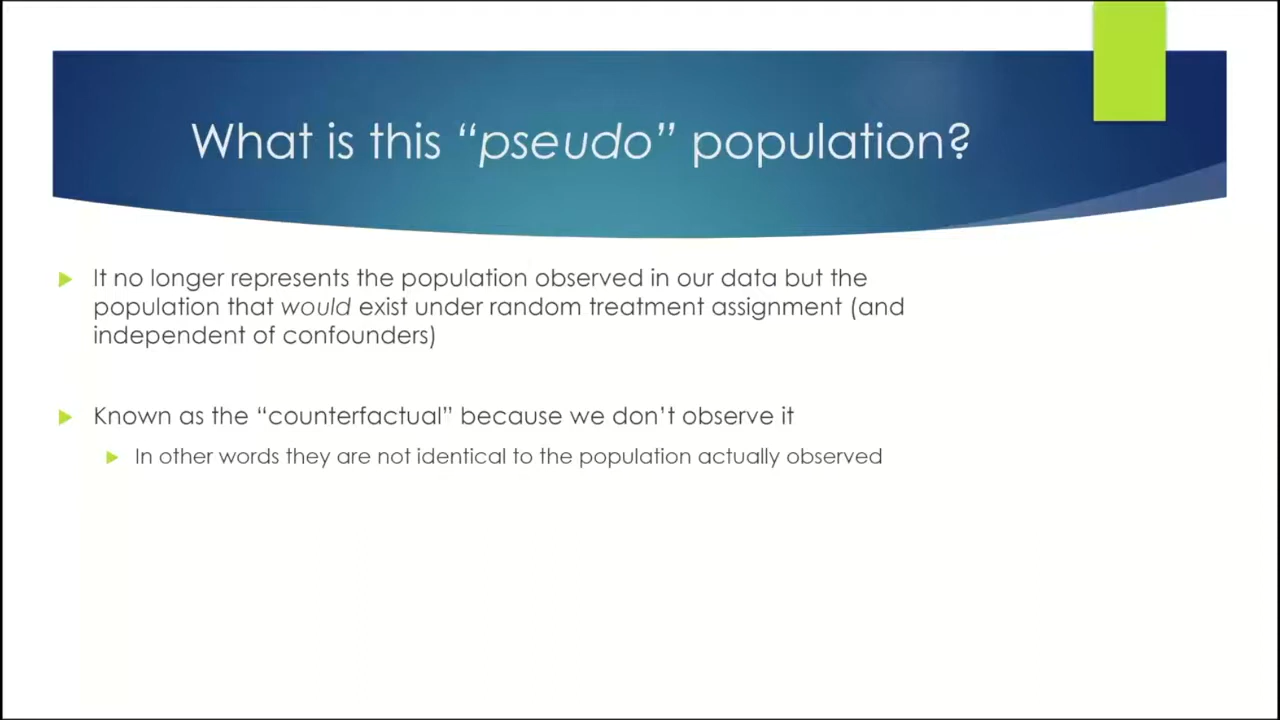 What is this “pseudo” population?
It no longer represents the population observed in our data but the
population that would exist under random treatment assignment (and
independent of confounders)
Known as the “counterfactual” because we don’t observe it
In other words they are not identical to the population actually observed